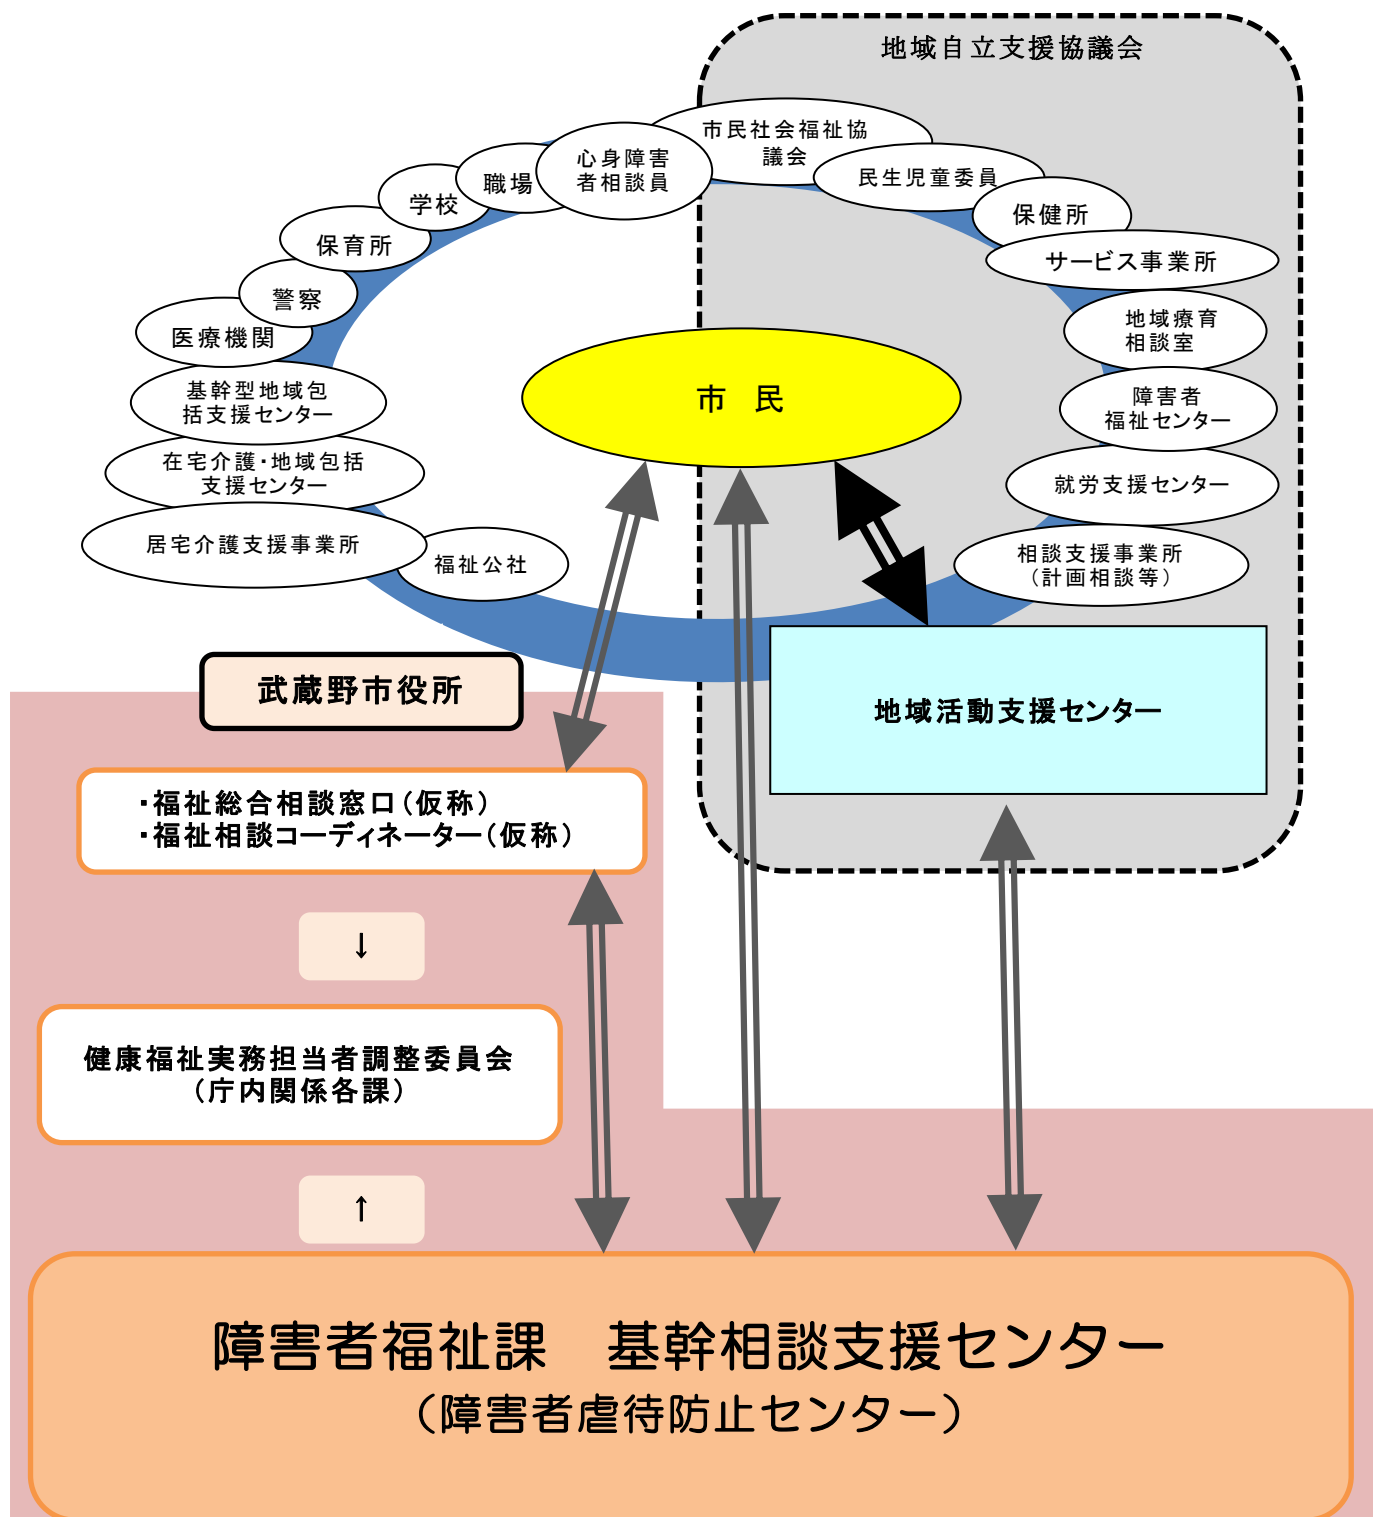 地域自立支援協議会
市民社会福祉協
議会
心身障害
者相談員
民生児童委員
職場
学校
保健所
保育所
サービス事業所
警察
医療機関
地域療育
相談室
基幹型地域包
括支援センター
市　民
障害者
福祉センター
在宅介護・地域包括
支援センター
就労支援センター
居宅介護支援事業所
福祉公社
相談支援事業所
（計画相談等）
武蔵野市役所
地域活動支援センター
・福祉総合相談窓口（仮称）
・福祉相談コーディネーター（仮称）
↓
健康福祉実務担当者調整委員会
（庁内関係各課）
↑
障害者福祉課　基幹相談支援センター
（障害者虐待防止センター）